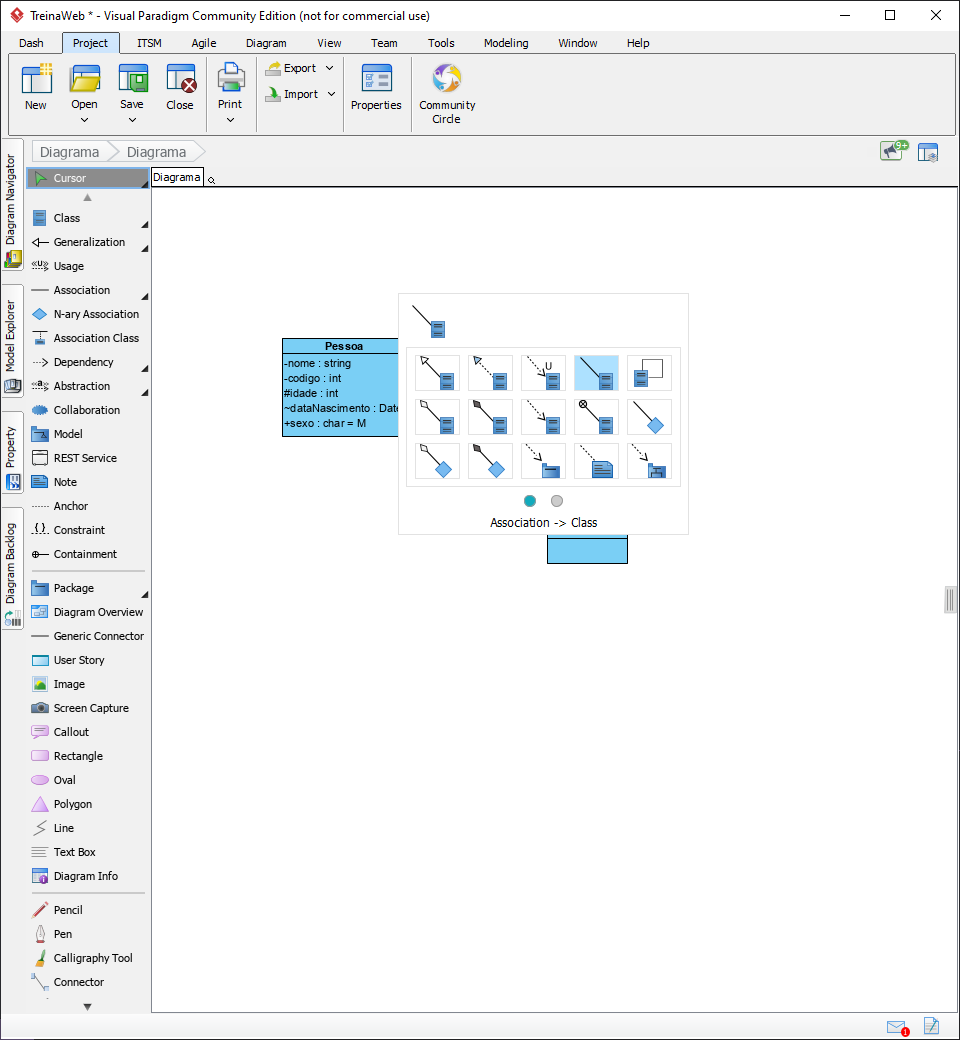 TreinaWeb * - Visual Paradigm Community Edition (not for commercial use)
Dash Project ITSM Agile Diagram View Team Tools Modeling Window Help
New Open Save Close Print Export Import Properties Community Circle
Diagrama Diagrama
9+
Diagram Navigator
Model Explorer
Property
Diagram Backlog
Cursor
Diagrama
Class
Generalization
«U» Usage
Association
N-ary Association
Association Class
Dependency
«a» Abstraction
Collaboration
Model
REST Service
Note
Anchor
{.} Constraint
Containment
Package
Diagram Overview
Generic Connector
User Story
Image
Screen Capture
Callout
Rectangle
Oval
Polygon
Line
Text Box
Diagram Info
Pencil
Pen
Calligraphy Tool
Connector
Pessoa
-nome : string
-codigo : int
#idade : int
~dataNascimento : Date
+sexo : char = M
U
Association -> Class
1